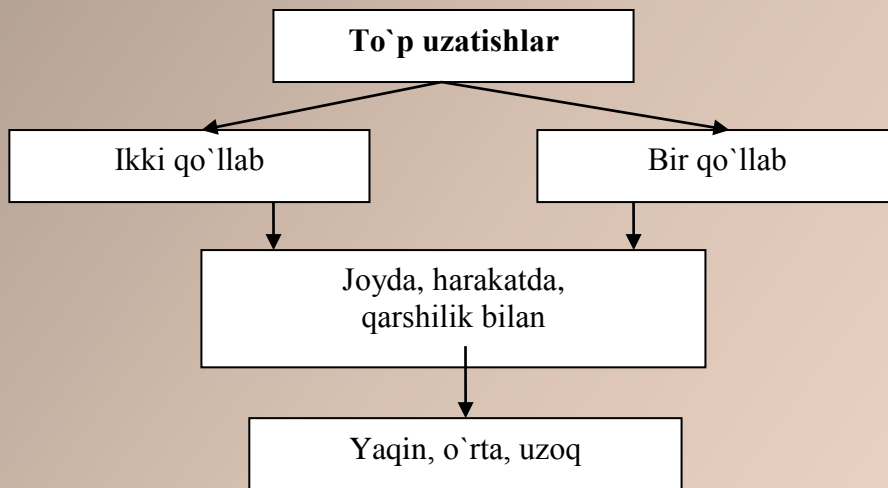 To`p uzatishlar
Ikki qo`llab
Bir qo`llab
Joyda, harakatda,
qarshilik bilan
Yaqin, o`rta, uzoq